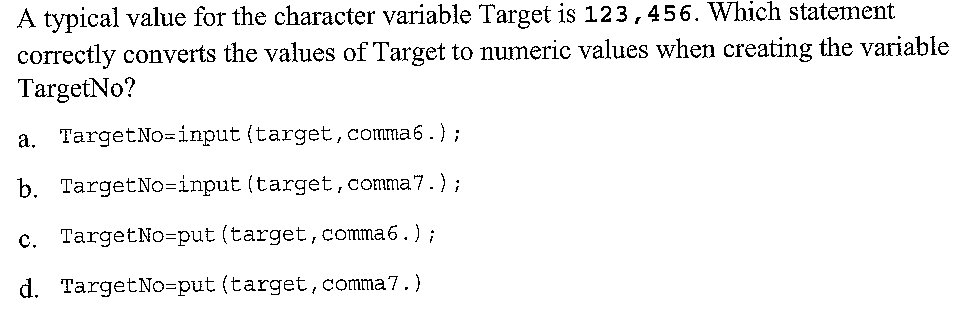 A typical value for the character variable Target is 123,456. Which statement
correctly converts the values of Target to numeric values when creating the variable
TargetNo?
a. TargetNo=input(target,comma6.);
b. TargetNo=input(target,comma7.);
c. TargetNo=put(target,comma6.);
d. TargetNo=put(target,comma7.)